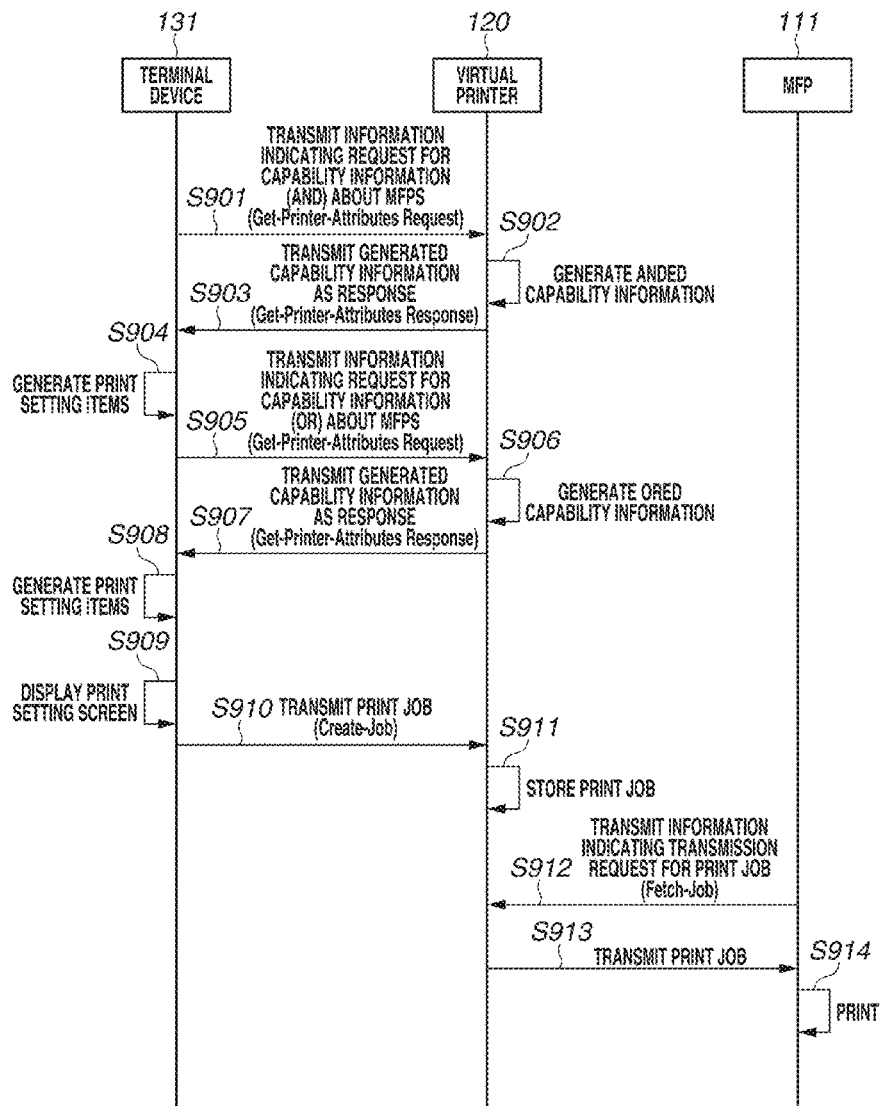 131
120
111
TERMINAL
DEVICE
VIRTUAL
PRINTER
MFP
TRANSMIT INFORMATION
INDICATING REQUEST FOR
CAPABILITY INFORMATION
(AND) ABOUT MFPS
(Get-Printer-Attributes Request)
S901
S902
GENERATE ANDED
CAPABILITY INFORMATION
TRANSMIT GENERATED
CAPABILITY INFORMATION
AS RESPONSE
(Get-Printer-Attributes Response)
S903
S904
GENERATE PRINT
SETTING ITEMS
TRANSMIT INFORMATION
INDICATING REQUEST FOR
CAPABILITY INFORMATION
(OR) ABOUT MFPS
(Get-Printer-Attributes Request)
S905
S906
GENERATE ORED
CAPABILITY INFORMATION
TRANSMIT GENERATED
CAPABILITY INFORMATION
AS RESPONSE
(Get-Printer-Attributes Response)
S907
S908
GENERATE PRINT
SETTING ITEMS
S909
DISPLAY PRINT
SETTING SCREEN
S910
TRANSMIT PRINT JOB
(Create-Job)
S911
STORE PRINT JOB
TRANSMIT INFORMATION
INDICATING TRANSMISSION
REQUEST FOR PRINT JOB
(Fetch-Job)
S912
S913
TRANSMIT PRINT JOB
S914
PRINT